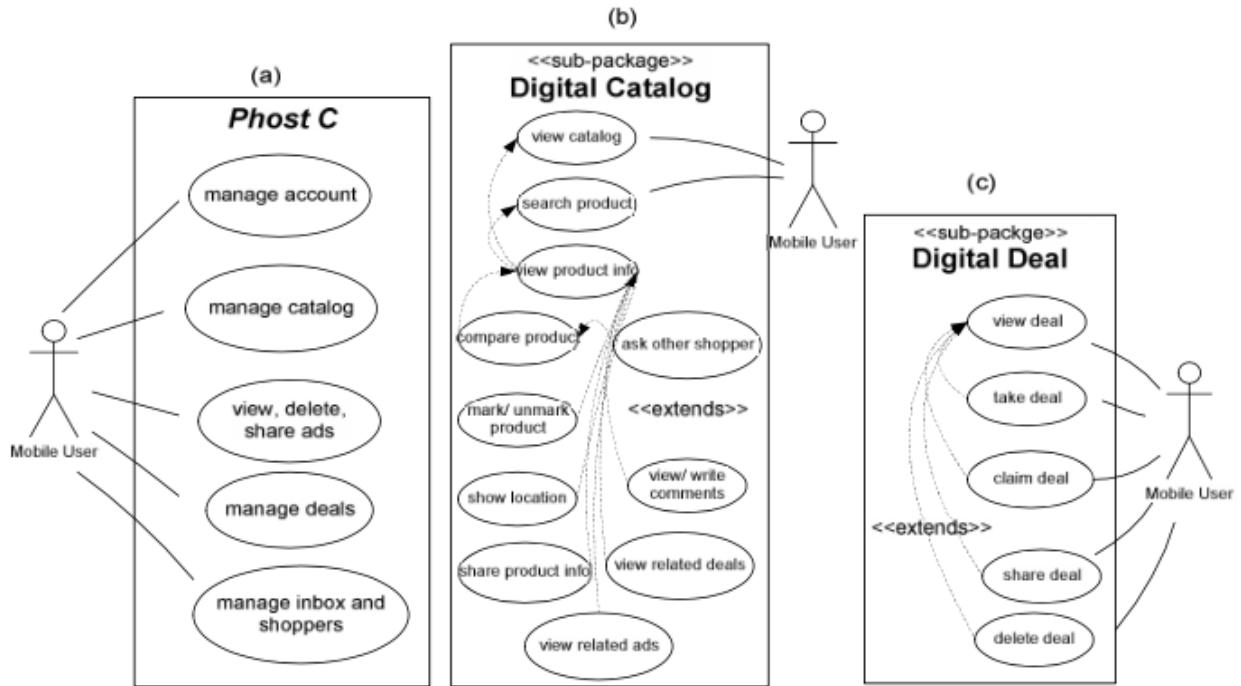 (a)
Phost C
manage account
manage catalog
view, delete,
share ads
manage deals
manage inbox and
shoppers
Mobile User
(b)
<<sub-package>>
Digital Catalog
view catalog
search product
view product info
compare product
ask other shopper
mark/ unmark
product
<<extends>>
show location
view/ write
comments
share product info
view related deals
view related ads
Mobile User
(c)
<<sub-packge>>
Digital Deal
view deal
take deal
claim deal
<<extends>>
share deal
delete deal
Mobile User